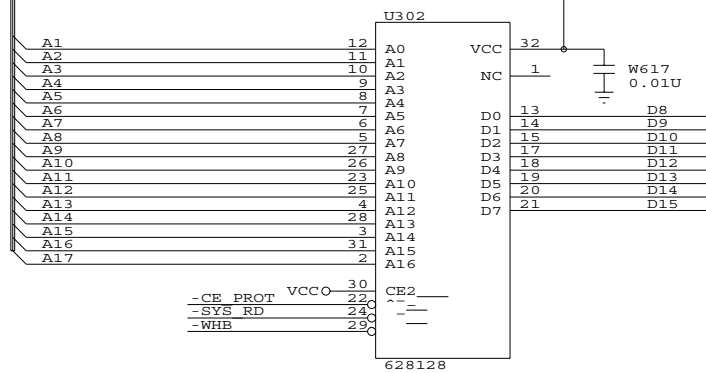 U302
A1 12 A0 VCC 32
A2 11 A1
A3 10 A2 NC 1 W617
A4 9 A3 0.01U
A5 8 A4
A6 7 A5 D0 13 D8
A7 6 A6 D1 14 D9
A8 5 A7 D2 15 D10
A9 27 A8 D3 17 D11
A10 26 A9 D4 18 D12
A11 23 A10 D5 19 D13
A12 25 A11 D6 20 D14
A13 4 A12 D7 21 D15
A14 28 A13
A15 3 A14
A16 31 A15
A17 2 A16
VCC 30 CE2
-CE_PROT 22
-SYS_RD 24
-WHB 29
628128